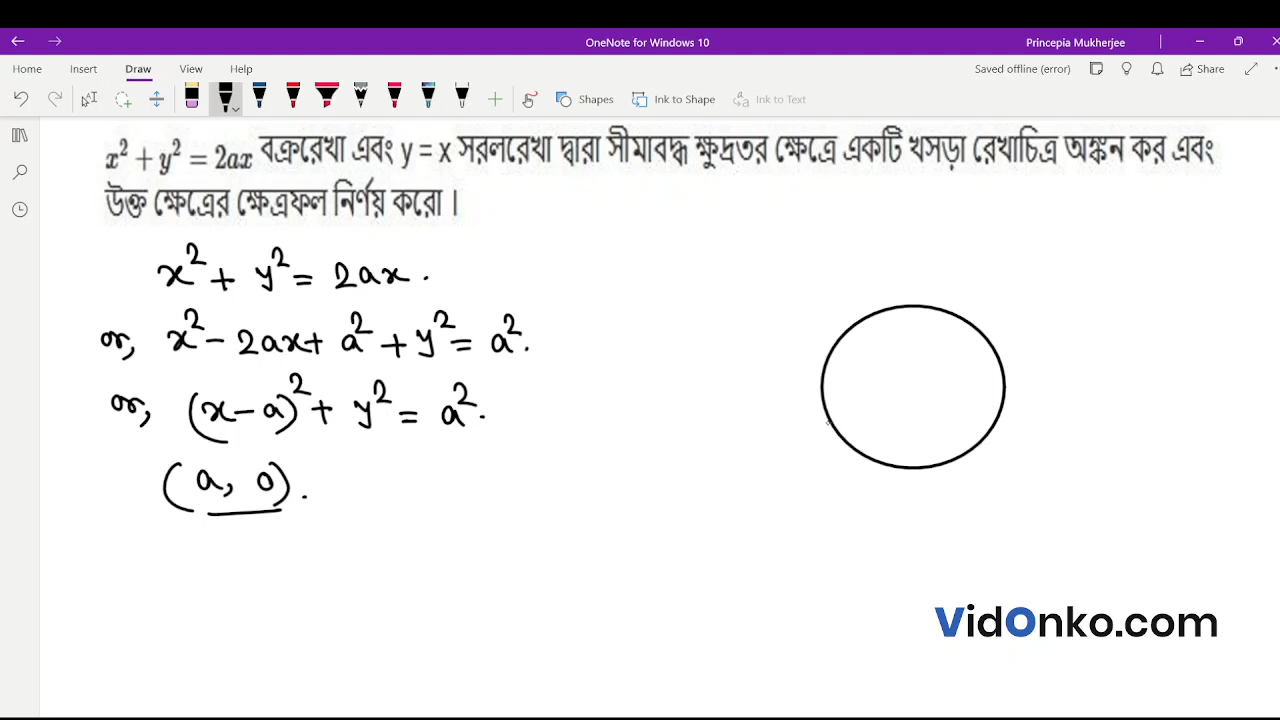 OneNote for Windows 10
Princepia Mukherjee
Home Insert Draw View Help
Saved offline (error)
Share
Shapes
Ink to Shape
Ink to Text
x² + y² = 2ax বক্ররেখা এবং y = x সরলরেখা দ্বারা সীমাবদ্ধ ক্ষুদ্রতর ক্ষেত্রে একটি খসড়া রেখাচিত্র অঙ্কন কর এবং
উক্ত ক্ষেত্রের ক্ষেত্রফল নির্ণয় করো ।
x² + y² = 2ax.
or, x² - 2ax + a² + y² = a².
or, (x-a)² + y² = a².
(a, 0).
VidOnko.com